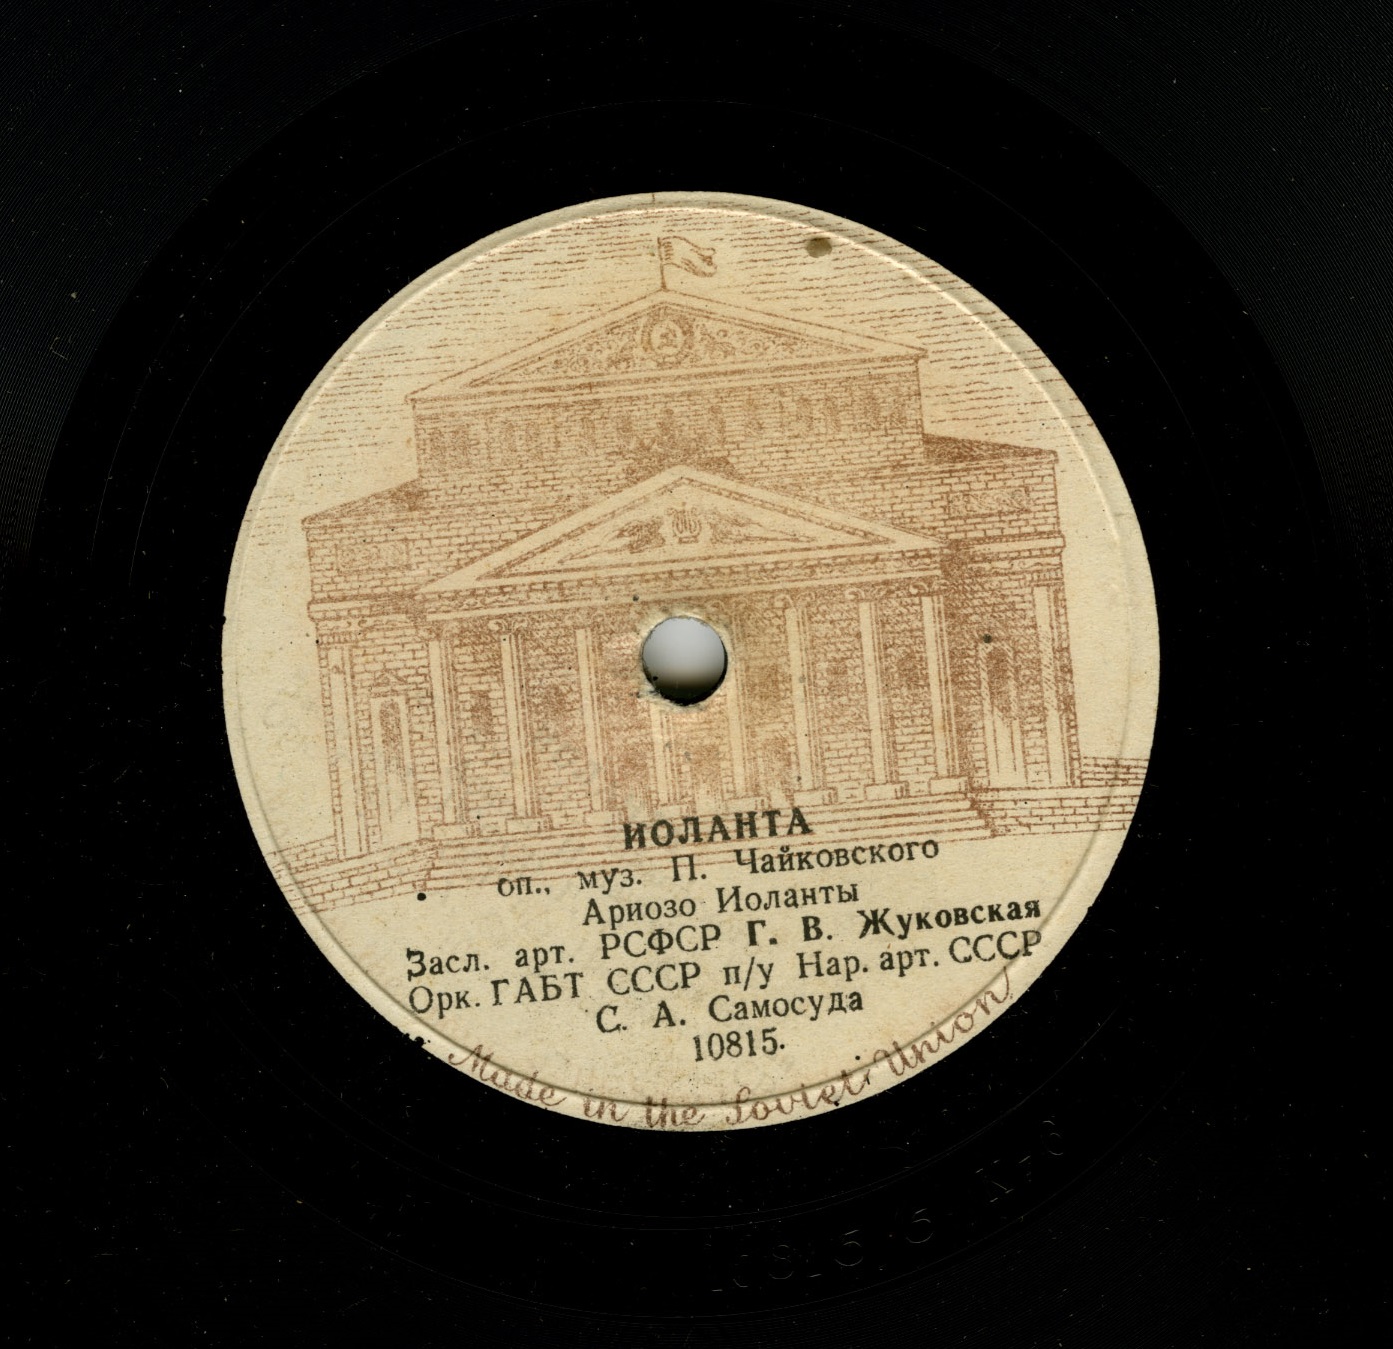 ИОЛАНТА
оп., муз. П. Чайковского
Ариозо Иоланты
Засл. арт. РСФСР Г. В. Жуковская
Орк. ГАБТ СССР п/у Нар. арт. СССР
С. А. Самосуда
10815.
Made in the Soviet Union